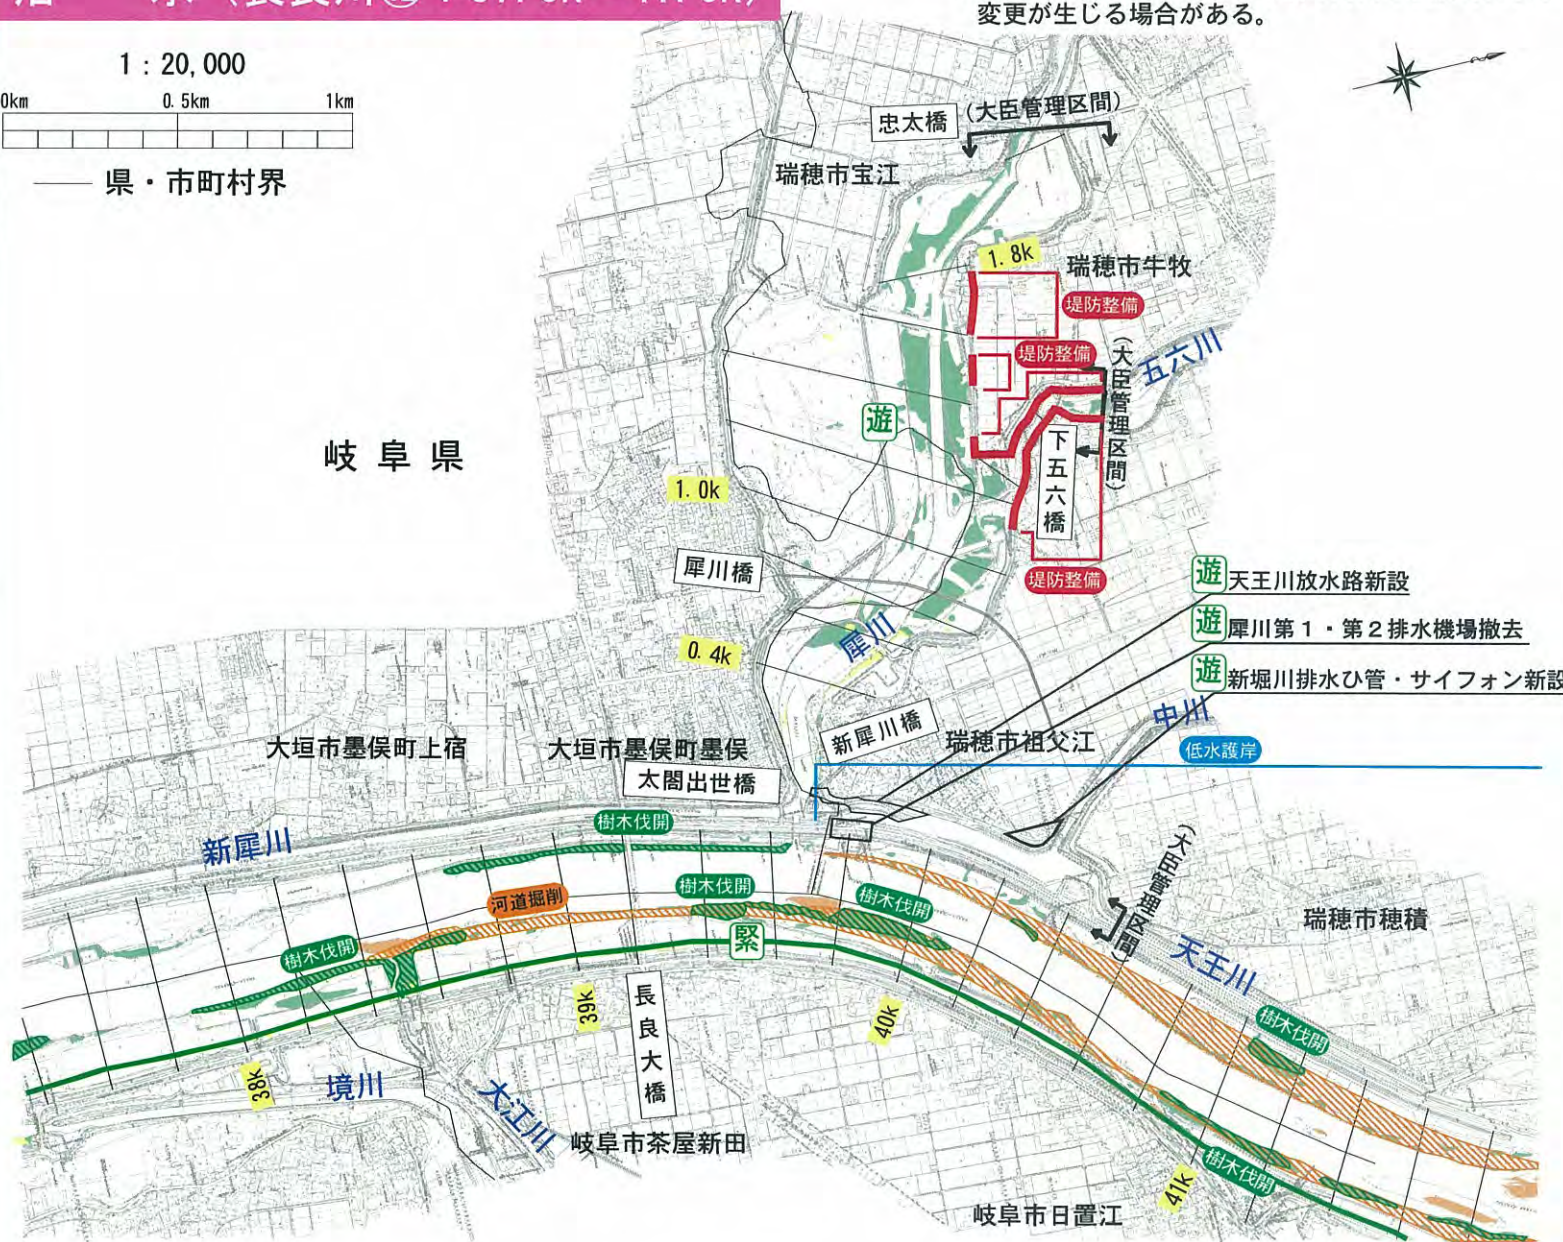 変更が生じる場合がある。
1：20,000
0km 0.5km 1km
県・市町村界
忠太橋
(大臣管理区間)
瑞穂市宝江
1.8k
瑞穂市牛牧
堤防整備
堤防整備
五六川
(大臣管理区間)
遊
下五六橋
岐阜県
1.0k
犀川橋
堤防整備
遊 天王川放水路新設
遊 犀川第1・第2排水機場撤去
遊 新堀川排水ひ管・サイフォン新設
0.4k
犀川
新犀川橋
中川
瑞穂市祖父江
低水護岸
大垣市墨俣町上宿
大垣市墨俣町墨俣
太閤出世橋
新犀川
樹木伐開
(大臣管理区間)
樹木伐開
河道掘削
樹木伐開
瑞穂市穂積
樹木伐開
緊
天王川
39k
長良大橋
40k
樹木伐開
38k
境川
大江川
岐阜市茶屋新田
樹木伐開
41k
岐阜市日置江